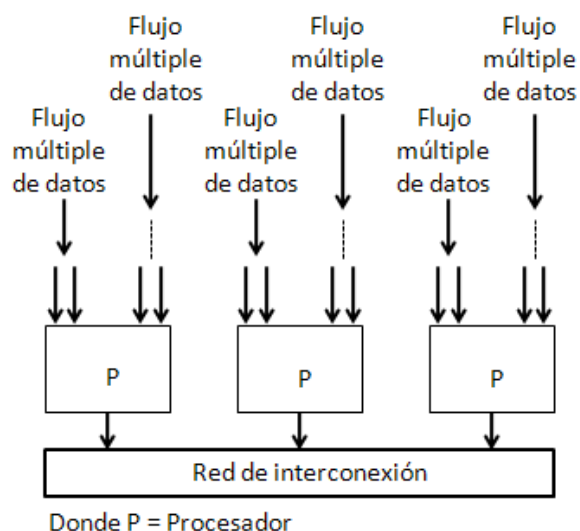 Flujo
múltiple
de datos
Flujo
múltiple
de datos
Flujo
múltiple
de datos
Flujo
múltiple
de datos
Flujo
múltiple
de datos
Flujo
múltiple
de datos
P
P
P
Red de interconexión
Donde P = Procesador